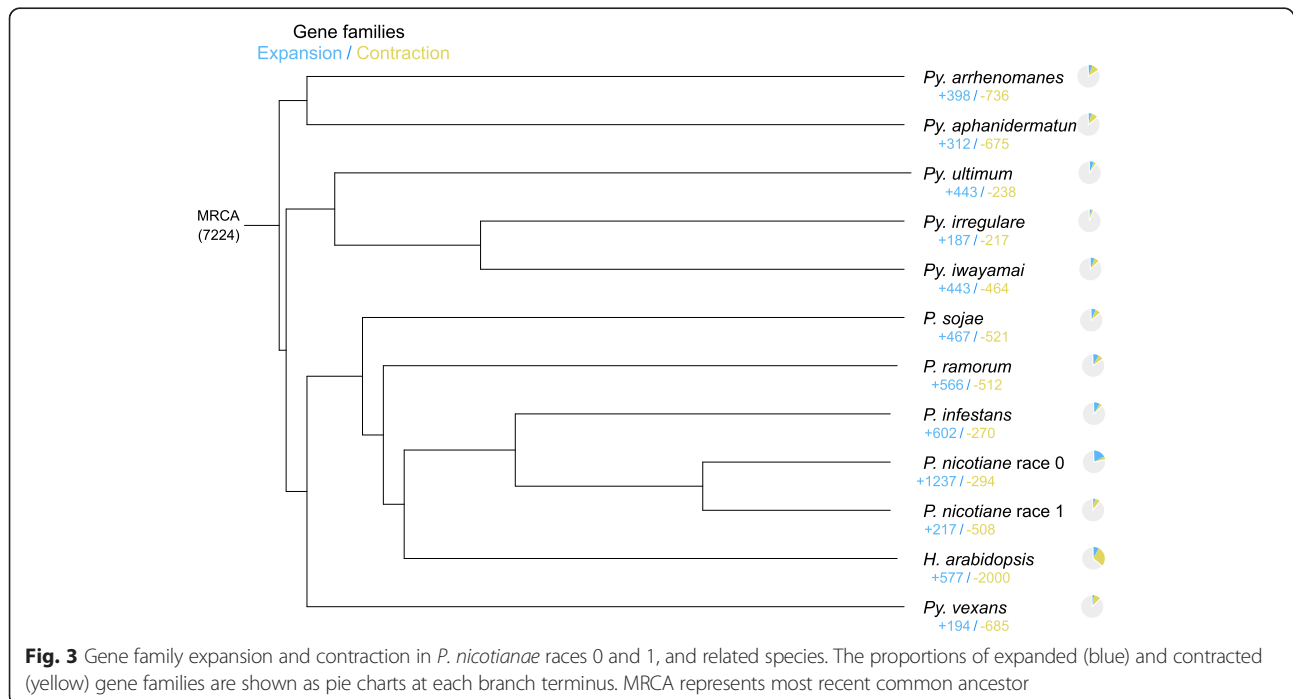 Gene families
Expansion / Contraction
Py. arrhenomanes
+398 / -736
Py. aphanidermatun
+312 / -675
Py. ultimum
+443 / -238
MRCA
(7224)
Py. irregulare
+187 / -217
Py. iwayamai
+443 / -464
P. sojae
+467 / -521
P. ramorum
+566 / -512
P. infestans
+602 / -270
P. nicotiane race 0
+1237 / -294
P. nicotiane race 1
+217 / -508
H. arabidopsis
+577 / -2000
Py. vexans
+194 / -685
Fig. 3 Gene family expansion and contraction in P. nicotianae races 0 and 1, and related species. The proportions of expanded (blue) and contracted
(yellow) gene families are shown as pie charts at each branch terminus. MRCA represents most recent common ancestor